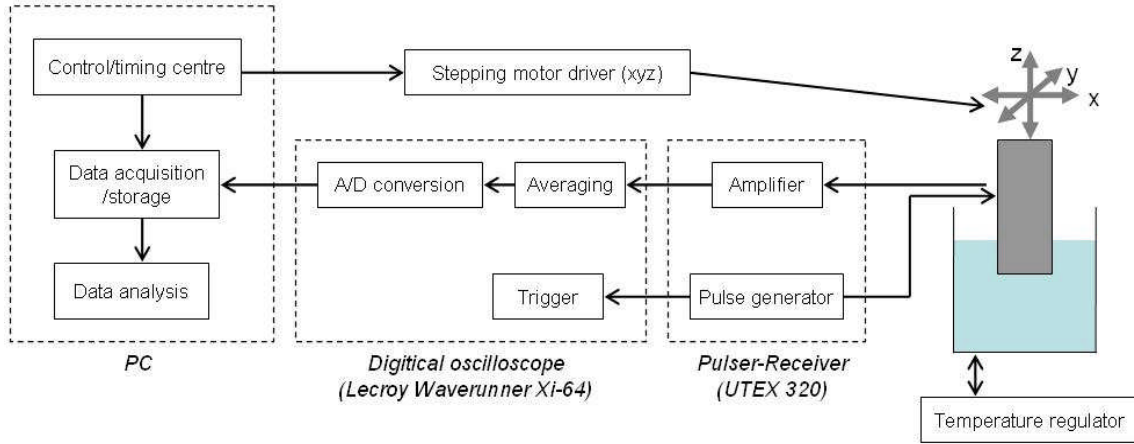 Control/timing centre
Stepping motor driver (xyz)
z
y
x
Data acquisition
/storage
A/D conversion
Averaging
Amplifier
Data analysis
Trigger
Pulse generator
PC
Digitical oscilloscope
(Lecroy Waverunner Xi-64)
Pulser-Receiver
(UTEX 320)
Temperature regulator